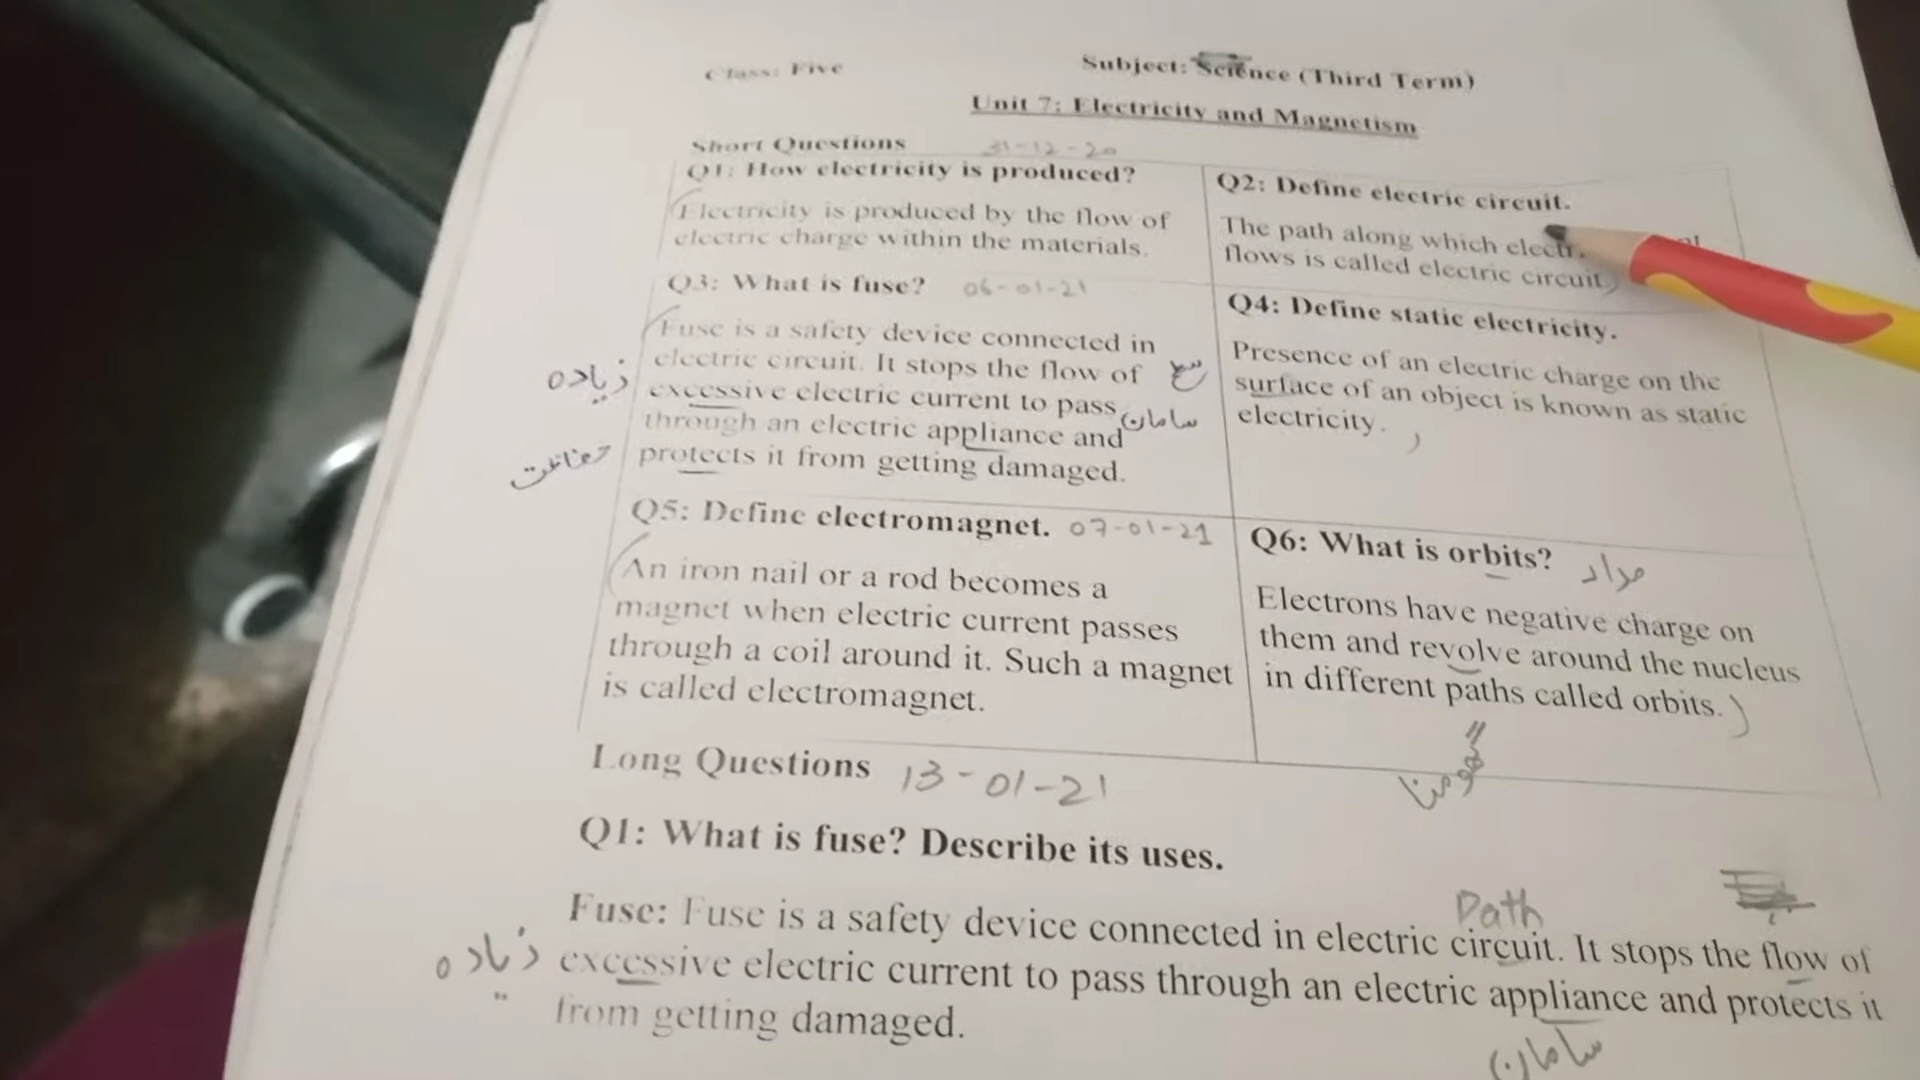 Class: Five
Subject: Science (Third Term)
Unit 7: Electricity and Magnetism
Short Questions 31-12-20
Q1: How electricity is produced?
Electricity is produced by the flow of
electric charge within the materials.
Q2: Define electric circuit.
The path along which electr
flows is called electric circuit.)
Q3: What is fuse? 06-01-21
Fuse is a safety device connected in
electric circuit. It stops the flow of
زیادہ excessive electric current to pass
سامان
through an electric appliance and
حفاظت protects it from getting damaged.
Q4: Define static electricity.
Presence of an electric charge on the
سطح surface of an object is known as static
electricity.
Q5: Define electromagnet. 07-01-21
An iron nail or a rod becomes a
magnet when electric current passes
through a coil around it. Such a magnet
is called electromagnet.
Q6: What is orbits? مدار
Electrons have negative charge on
them and revolve around the nucleus
in different paths called orbits.)
گھومنا
Long Questions 13-01-21
Q1: What is fuse? Describe its uses.
Path
Fuse: Fuse is a safety device connected in electric circuit. It stops the flow of
زیادہ excessive electric current to pass through an electric appliance and protects it
from getting damaged.
سامان